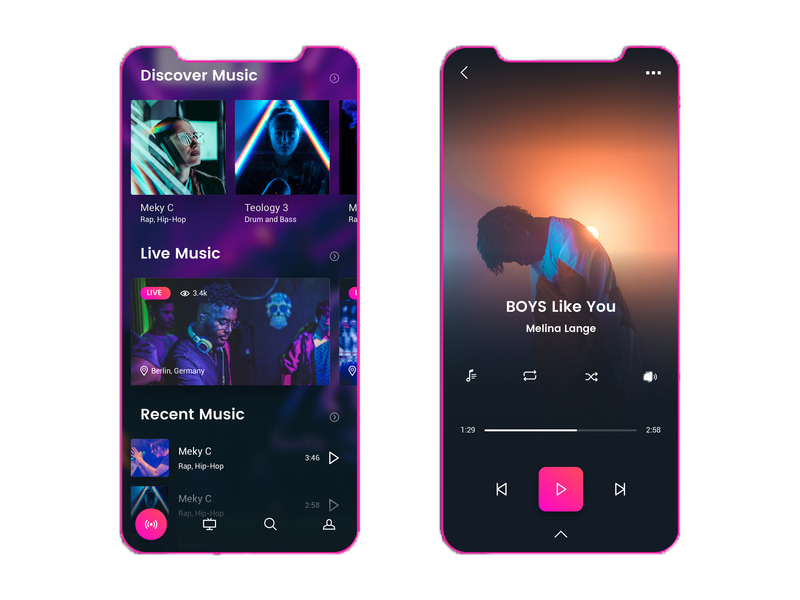 Discover Music
Meky C
Rap, Hip-Hop
Teology 3
Drum and Bass
M
Ra
Live Music
LIVE
3.4k
Berlin, Germany
Recent Music
Meky C
Rap, Hip-Hop
3:46
Meky C
Rap, Hip-Hop
2:58
BOYS Like You
Melina Lange
1:29
2:58